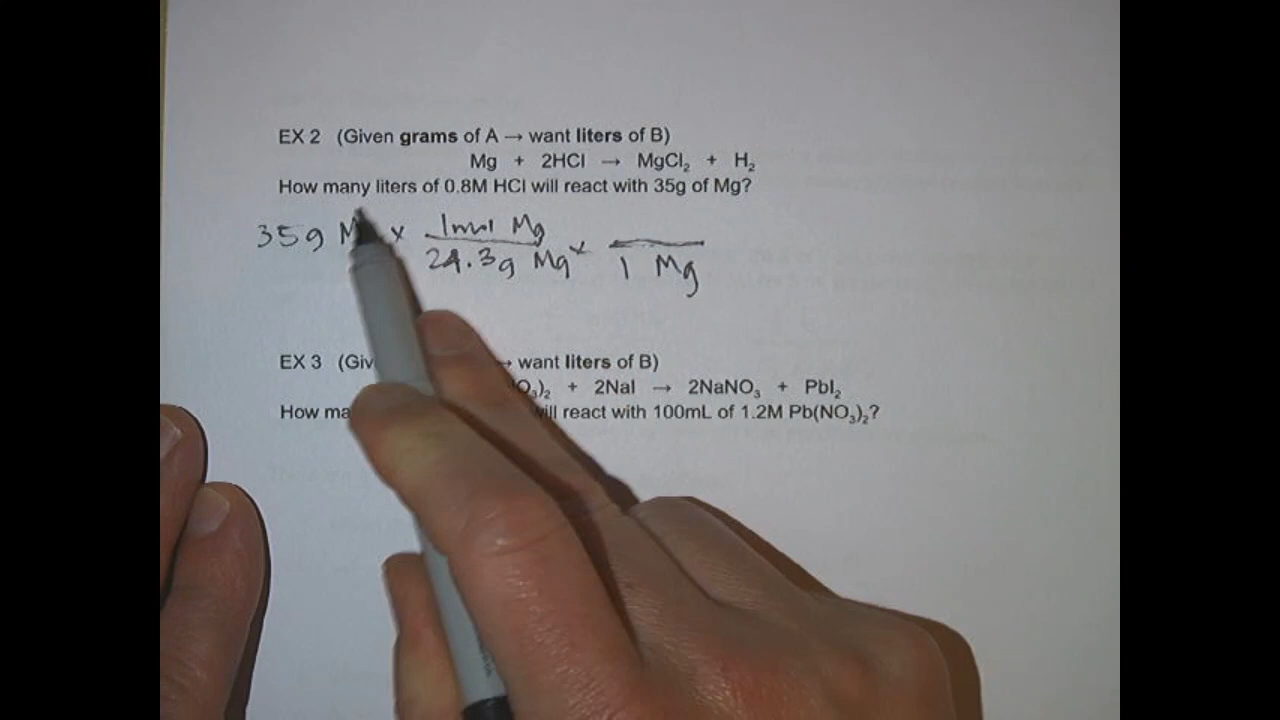 EX 2 (Given grams of A → want liters of B)
Mg + 2HCl → MgCl₂ + H₂
How many liters of 0.8M HCl will react with 35g of Mg?
35g × 1mol Mg × 
24.3g Mg 1 Mg
EX 3 → want liters of B)
+ 2NaI → 2NaNO₃ + PbI₂
How will react with 100mL of 1.2M Pb(NO₃)₂?